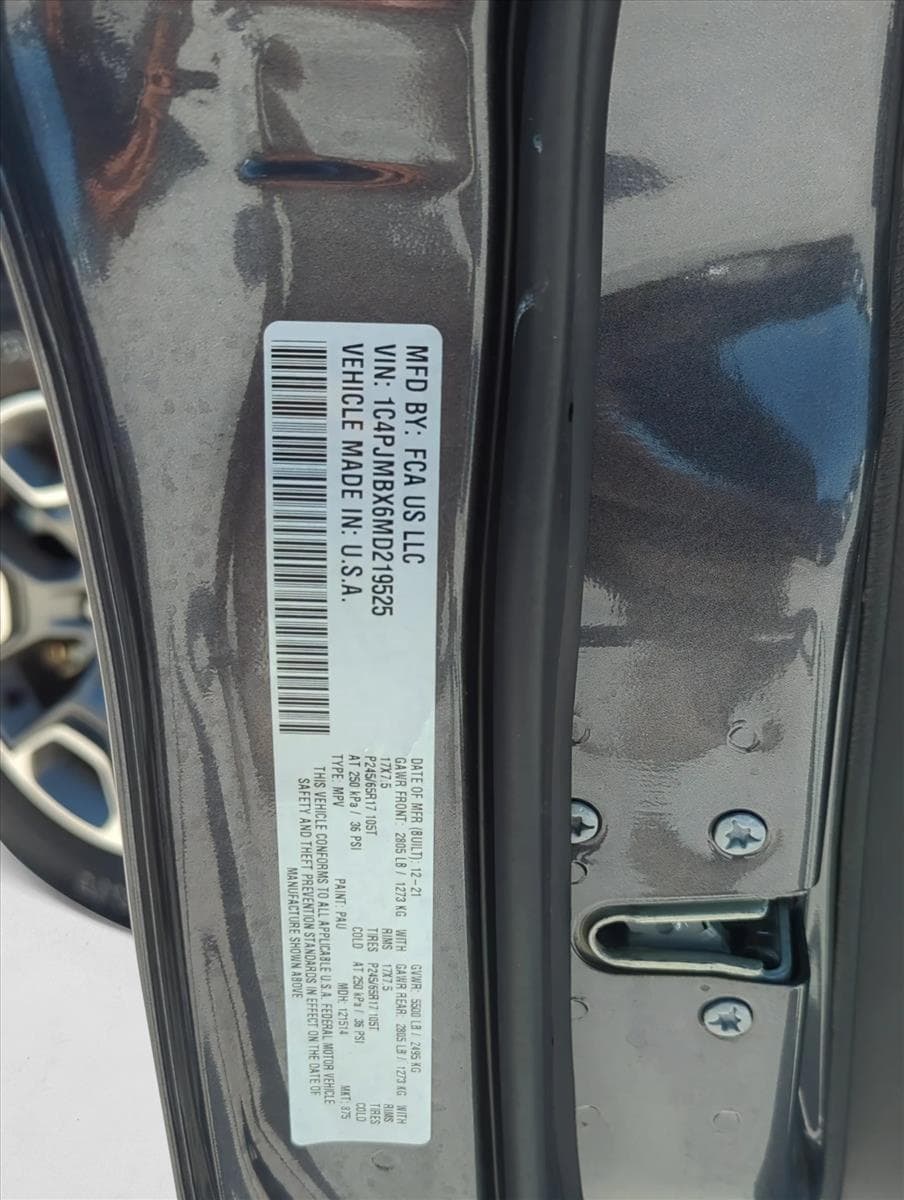 MFD BY: FCA US LLC
VIN: 1C4PJMBX6MD219525
VEHICLE MADE IN: U.S.A.
DATE OF MFR (BUILT): 12-21 GVWR: 5500 LB / 2495 KG
GAWR FRONT: 2805 LB / 1273 KG WITH GAWR REAR: 2805 LB / 1273 KG WITH
17X7.5 RIMS 17X7.5 RIMS
P245/65R17 105T TIRES P245/65R17 105T TIRES
AT 250 kPa / 36 PSI COLD AT 250 kPa / 36 PSI COLD
TYPE: MPV PAINT: PAU MDH: 121514 MKT: 875
THIS VEHICLE CONFORMS TO ALL APPLICABLE U.S.A. FEDERAL MOTOR VEHICLE
SAFETY AND THEFT PREVENTION STANDARDS IN EFFECT ON THE DATE OF
MANUFACTURE SHOWN ABOVE